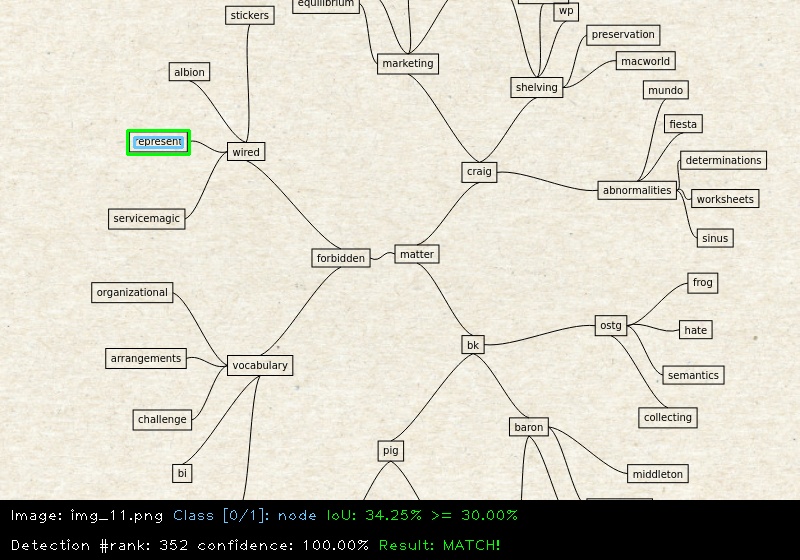 equilibrium
stickers
wp
preservation
marketing
macworld
albion
shelving
mundo
fiesta
epresent
wired
determinations
craig
abnormalities
worksheets
servicemagic
sinus
forbidden
matter
organizational
frog
ostg
hate
bk
arrangements
vocabulary
semantics
challenge
collecting
baron
pig
bi
middleton
Image: img_11.png Class [0/1]: node IoU: 34.25% >= 30.00%
Detection #rank: 352 confidence: 100.00% Result: MATCH!